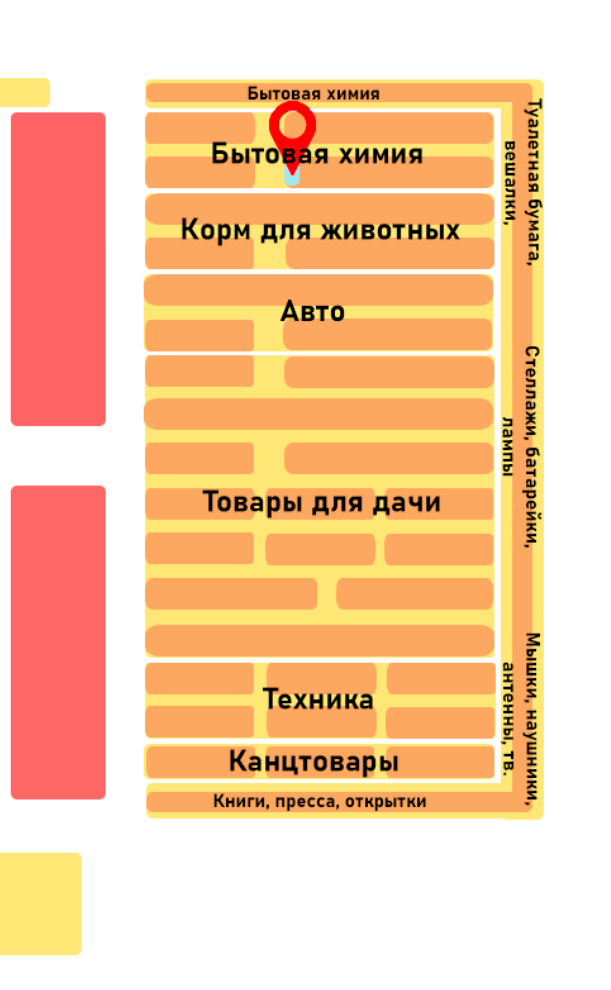 Бытовая химия
Бытовая химия
Корм для животных
Авто
Товары для дачи
Техника
Канцтовары
Книги, пресса, открытки
Туалетная бумага,
вешалки,
Стеллажи, батарейки,
лампы
Мышки, наушники,
антенны, тв.